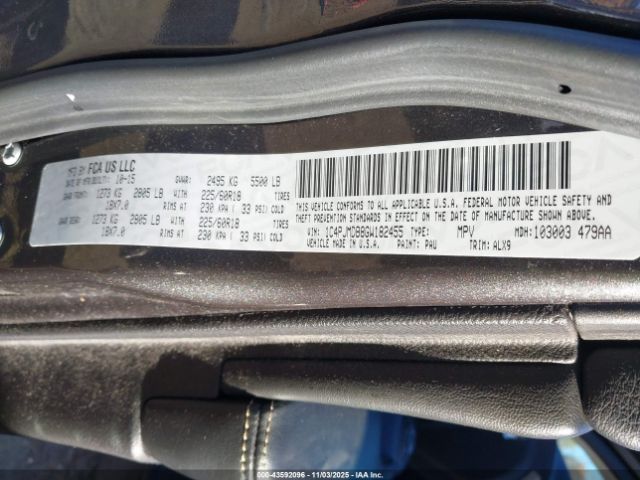 MFD BY: FCA US LLC
DATE OF MFR (DD.T): 10-15 GVWR: 2495 KG 5500 LB
GAWR FRONT: 1273 KG 2805 LB WITH 225/60R18 TIRES
18X7.0 RIMS AT 230 KPA ( 33 PSI) COLD
GAWR REAR: 1273 KG 2805 LB WITH 225/60R18 TIRES
18X7.0 RIMS AT 230 KPA ( 33 PSI) COLD
THIS VEHICLE CONFORMS TO ALL APPLICABLE U.S.A. FEDERAL MOTOR VEHICLE SAFETY AND
THEFT PREVENTION STANDARDS IN EFFECT ON THE DATE OF MANUFACTURE SHOWN ABOVE.
VIN: 1C4PJMDB8GW182455 TYPE: MPV MDH: 103003 479AA
VEHICLE MADE IN U.S.A. PAINT: PAU TRIM: ALX9
000-43592096 - 11/03/2025 -